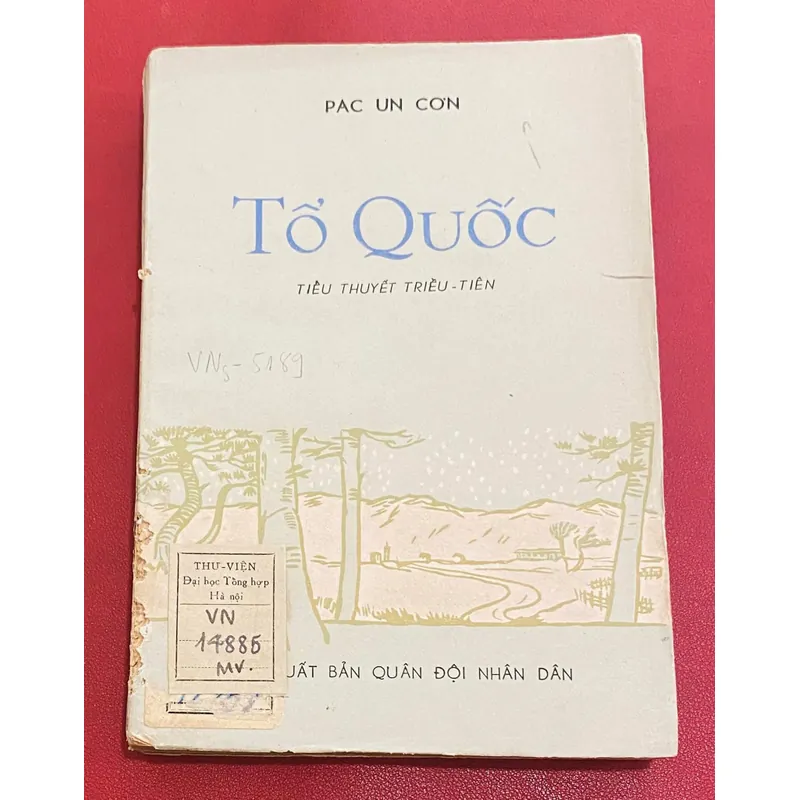 PAC UN CƠN
TỔ QUỐC
TIỂU THUYẾT TRIỀU-TIÊN
VN5-5189
THƯ-VIỆN
Đại học Tổng hợp
Hà nội
VN
14885
MV.
UẤT BẢN QUÂN ĐỘI NHÂN DÂN